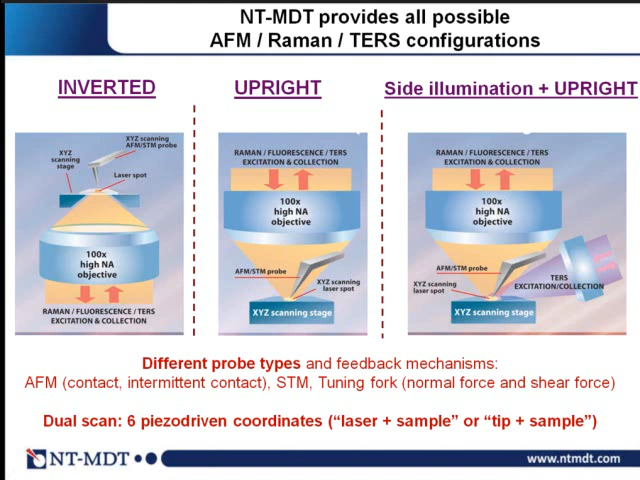 NT-MDT provides all possible
AFM / Raman / TERS configurations
INVERTED
UPRIGHT
Side illumination + UPRIGHT
XYZ scanning
AFM/STM probe
XYZ
scanning
stage
Laser spot
100x
high NA
objective
RAMAN / FLUORESCENCE / TERS
EXCITATION & COLLECTION
RAMAN / FLUORESCENCE / TERS
EXCITATION & COLLECTION
100x
high NA
objective
AFM/STM probe
XYZ scanning
laser spot
XYZ scanning stage
RAMAN / FLUORESCENCE / TERS
EXCITATION & COLLECTION
100x
high NA
objective
AFM/STM probe
XYZ scanning
laser spot
TERS
EXCITATION/COLLECTION
XYZ scanning stage
Different probe types and feedback mechanisms:
AFM (contact, intermittent contact), STM, Tuning fork (normal force and shear force)
Dual scan: 6 piezodriven coordinates (“laser + sample” or “tip + sample”)
NT-MDT
www.ntmdt.com